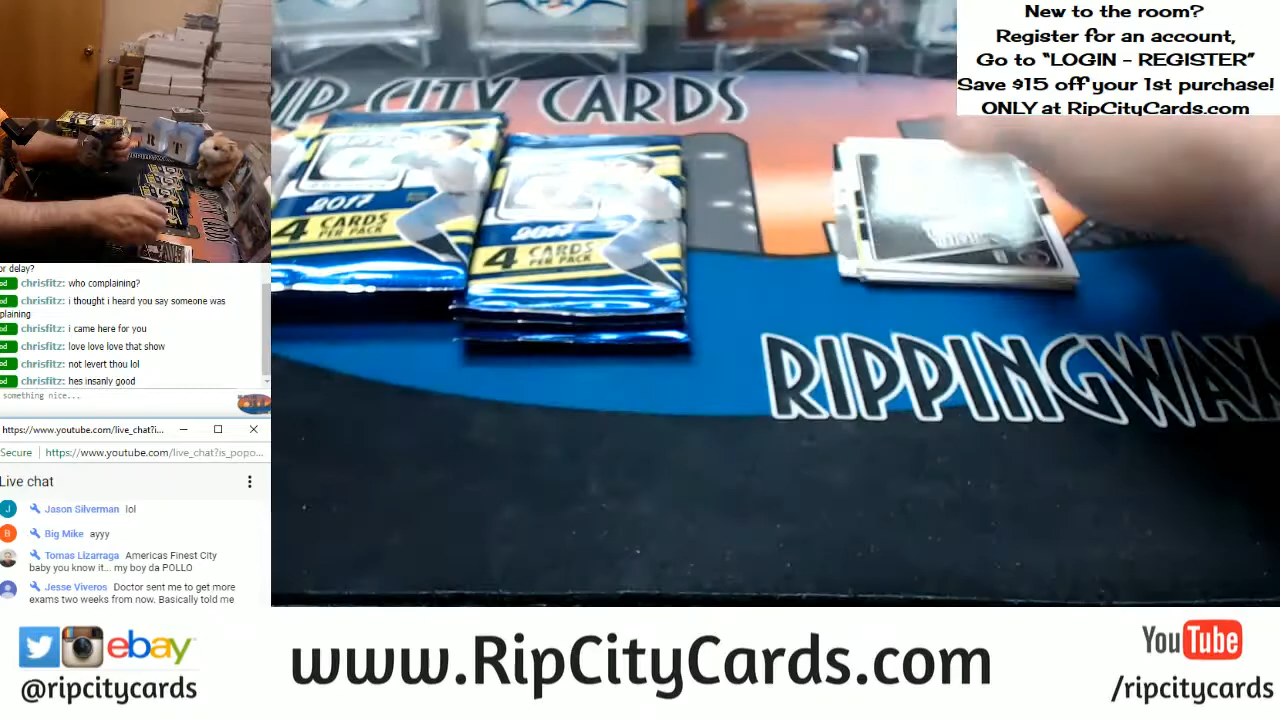 New to the room?
Register for an account,
Go to "LOGIN - REGISTER"
Save $15 off your 1st purchase!
ONLY at RipCityCards.com
RIP CITY CARDS
2017
4 CARDS
PER PACK
2017
4 CARDS
PER PACK
RIPPINGWAX
R T
or delay?
chrisfitz: who complaining?
chrisfitz: i thought i heard you say someone was
plaining
chrisfitz: i came here for you
chrisfitz: love love love that show
chrisfitz: not levert thou lol
chrisfitz: hes insanly good
something nice...
https://www.youtube.com/live_chat?i...
Secure https://www.youtube.com/live_chat?is_popo...
Live chat
J Jason Silverman lol
B Big Mike ayyy
Tomas Lizarraga Americas Finest City
baby you know it... my boy da POLLO
Jesse Viveros Doctor sent me to get more
exams two weeks from now. Basically told me
ebay
@ripcitycards
www.RipCityCards.com
YouTube
/ripcitycards